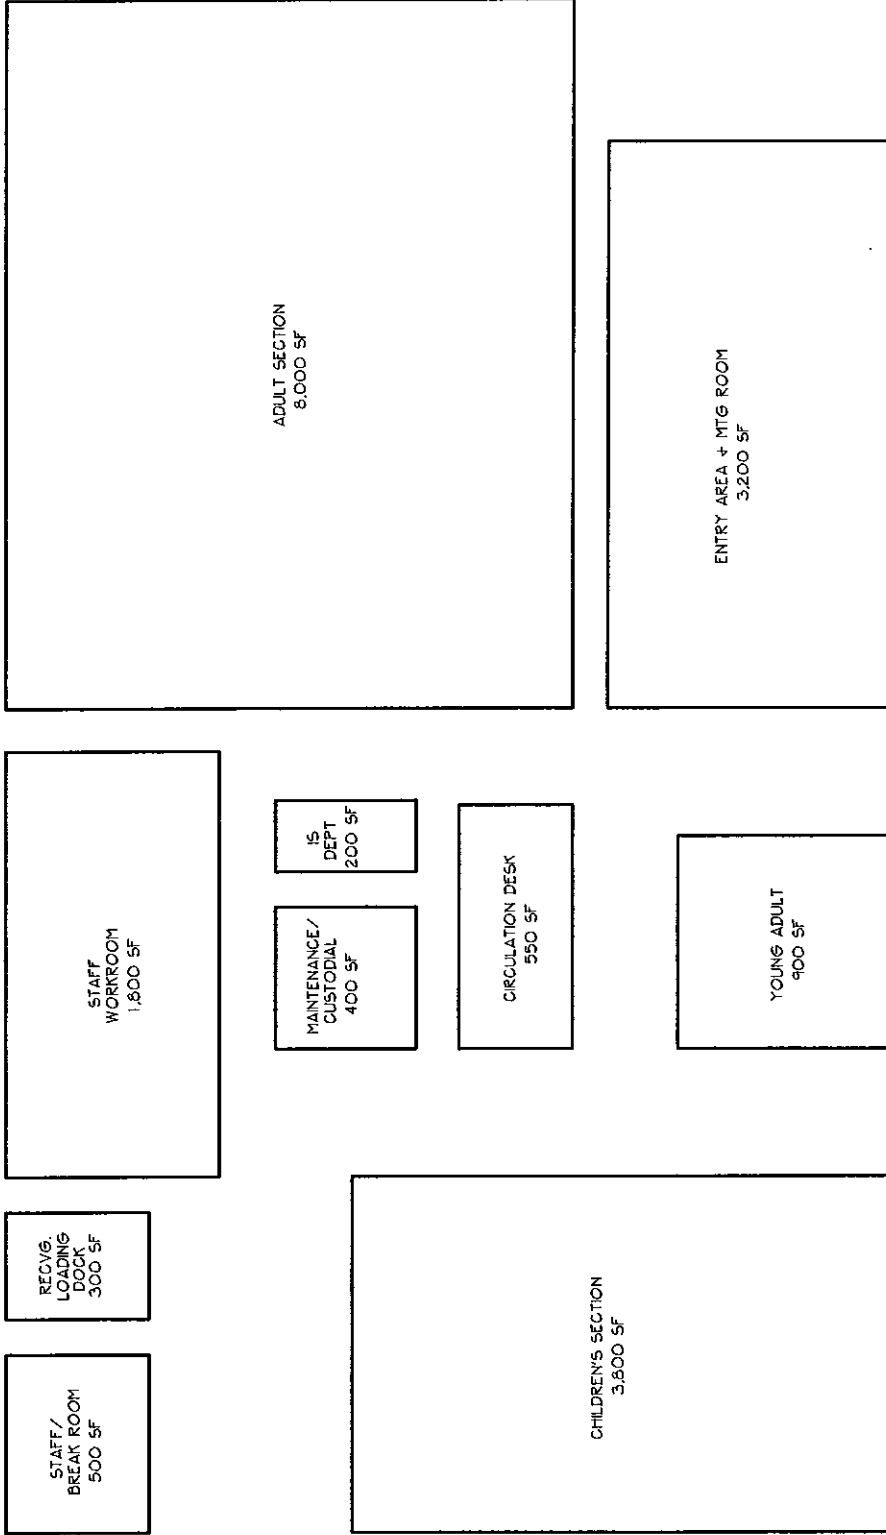 STAFF/
BREAK ROOM
500 SF
RECVG.
LOADING
DOCK
300 SF
STAFF
WORKROOM
1,800 SF
ADULT SECTION
8,000 SF
MAINTENANCE/
CUSTODIAL
400 SF
IS
DEPT
200 SF
CIRCULATION DESK
550 SF
CHILDREN'S SECTION
3,800 SF
YOUNG ADULT
900 SF
ENTRY AREA + MTG ROOM
3,200 SF